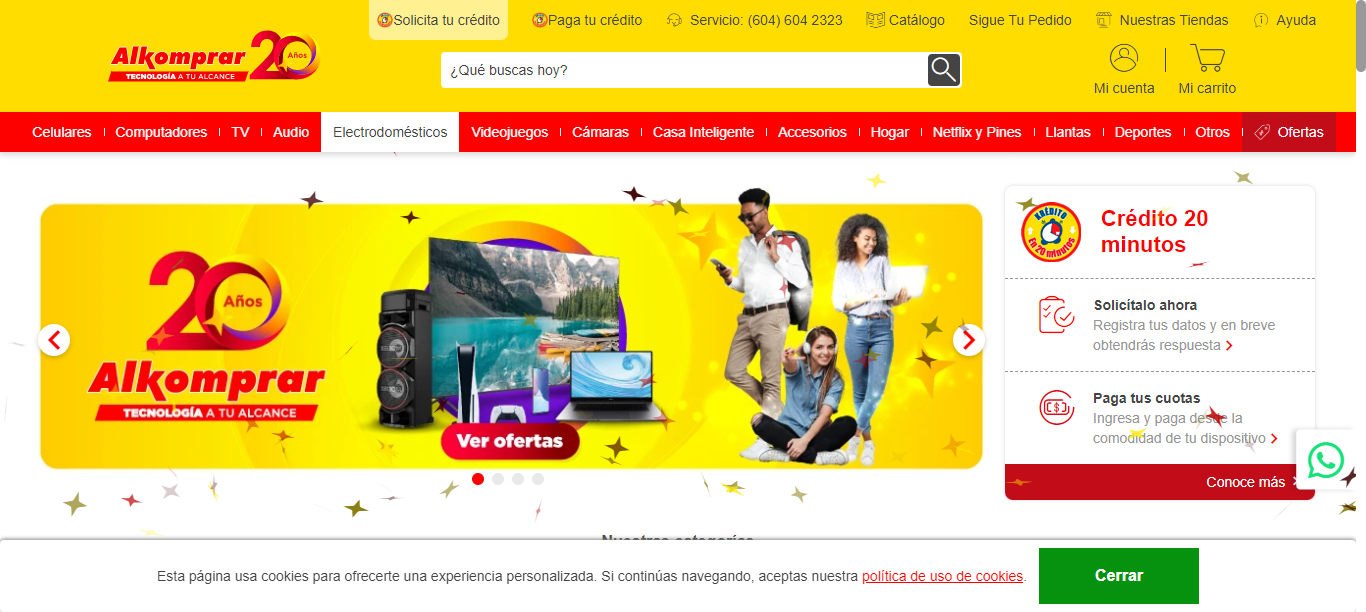 Solicita tu crédito
Paga tu crédito
Servicio: (604) 604 2323
Catálogo
Sigue Tu Pedido
Nuestras Tiendas
Ayuda
Alkomprar 20 Años
TECNOLOGÍA A TU ALCANCE
¿Qué buscas hoy?
Mi cuenta
Mi carrito
Celulares
Computadores
TV
Audio
Electrodomésticos
Videojuegos
Cámaras
Casa Inteligente
Accesorios
Hogar
Netflix y Pines
Llantas
Deportes
Otros
Ofertas
20 Años
Alkomprar
TECNOLOGÍA A TU ALCANCE
Ver ofertas
KRÉDITO
En 20 minutos
Crédito 20
minutos
Solicítalo ahora
Registra tus datos y en breve
obtendrás respuesta
Paga tus cuotas
Ingresa y paga desde la
comodidad de tu dispositivo
Conoce más
Nuestras categorías
Esta página usa cookies para ofrecerte una experiencia personalizada. Si continúas navegando, aceptas nuestra política de uso de cookies.
Cerrar